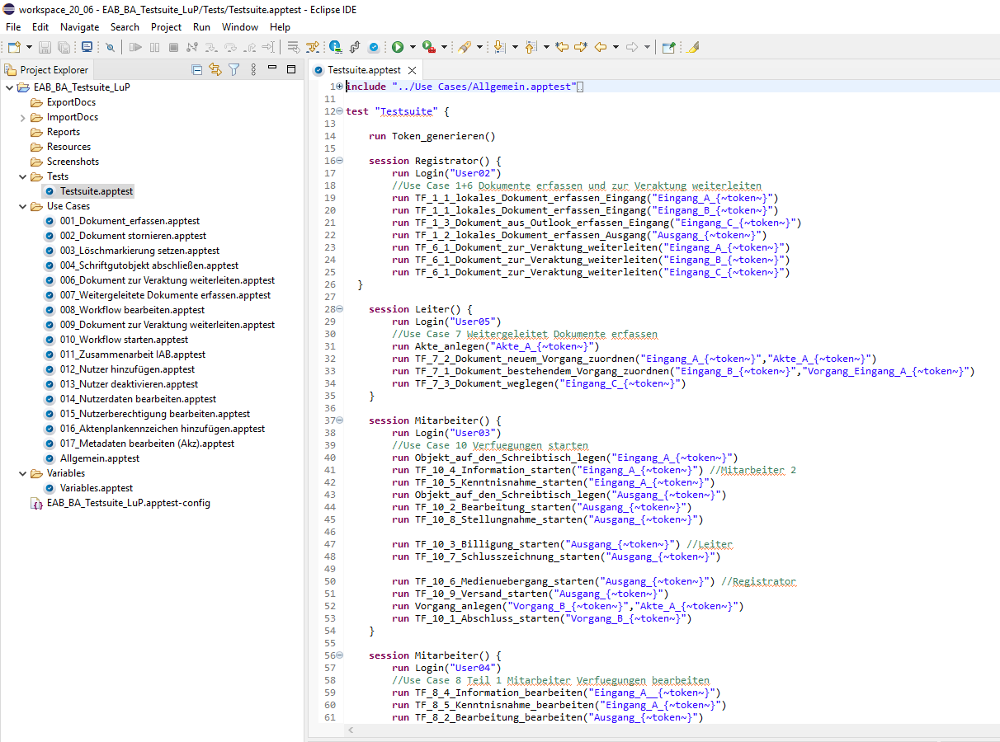 workspace_20_06 - EAB_BA_Testsuite_LuP/Tests/Testsuite.apptest - Eclipse IDE
File Edit Navigate Search Project Run Window Help
Project Explorer
EAB_BA_Testsuite_LuP
ExportDocs
ImportDocs
Reports
Resources
Screenshots
Tests
Testsuite.apptest
Use Cases
001_Dokument_erfassen.apptest
002_Dokument stornieren.apptest
003_Löschmarkierung setzen.apptest
004_Schriftgutobjekt abschließen.apptest
006_Dokument zur Veraktung weiterleiten.apptest
007_Weitergeleitete Dokumente erfassen.apptest
008_Workflow bearbeiten.apptest
009_Dokument zur Veraktung weiterleiten.apptest
010_Workflow starten.apptest
011_Zusammenarbeit IAB.apptest
012_Nutzer hinzufügen.apptest
013_Nutzer deaktivieren.apptest
014_Nutzerdaten bearbeiten.apptest
015_Nutzerberechtigung bearbeiten.apptest
016_Aktenplankennzeichen hinzufügen.apptest
017_Metadaten bearbeiten (Akz).apptest
Allgemein.apptest
Variables
Variables.apptest
EAB_BA_Testsuite_LuP.apptest-config
Testsuite.apptest
1 include "../Use Cases/Allgemein.apptest"
11
12 test "Testsuite" {
13
14 run Token_generieren()
15
16 session Registrator() {
17 run Login("User02")
18 //Use Case 1+6 Dokumente erfassen und zur Veraktung weiterleiten
19 run TF_1_1_lokales_Dokument_erfassen_Eingang("Eingang_A_{~token~}")
20 run TF_1_1_lokales_Dokument_erfassen_Eingang("Eingang_B_{~token~}")
21 run TF_1_3_Dokument_aus_Outlook_erfassen_Eingang("Eingang_C_{~token~}")
22 run TF_1_2_lokales_Dokument_erfassen_Ausgang("Ausgang_{~token~}")
23 run TF_6_1_Dokument_zur_Veraktung_weiterleiten("Eingang_A_{~token~}")
24 run TF_6_1_Dokument_zur_Veraktung_weiterleiten("Eingang_B_{~token~}")
25 run TF_6_1_Dokument_zur_Veraktung_weiterleiten("Eingang_C_{~token~}")
26 }
27
28 session Leiter() {
29 run Login("User05")
30 //Use Case 7 Weitergeleitet Dokumente erfassen
31 run Akte_anlegen("Akte_A_{~token~}")
32 run TF_7_2_Dokument_neuem_Vorgang_zuordnen("Eingang_A_{~token~}","Akte_A_{~token~}")
33 run TF_7_1_Dokument_bestehendem_Vorgang_zuordnen("Eingang_B_{~token~}","Vorgang_Eingang_A_{~token~}")
34 run TF_7_3_Dokument_weglegen("Eingang_C_{~token~}")
35 }
36
37 session Mitarbeiter() {
38 run Login("User03")
39 //Use Case 10 Verfuegungen starten
40 run Objekt_auf_den_Schreibtisch_legen("Eingang_A_{~token~}")
41 run TF_10_4_Information_starten("Eingang_A_{~token~}") //Mitarbeiter 2
42 run TF_10_5_Kenntnisnahme_starten("Eingang_A_{~token~}")
43 run Objekt_auf_den_Schreibtisch_legen("Ausgang_{~token~}")
44 run TF_10_2_Bearbeitung_starten("Ausgang_{~token~}")
45 run TF_10_8_Stellungnahme_starten("Ausgang_{~token~}")
46
47 run TF_10_3_Billigung_starten("Ausgang_{~token~}") //Leiter
48 run TF_10_7_Schlusszeichnung_starten("Ausgang_{~token~}")
49
50 run TF_10_6_Medienuebergang_starten("Ausgang_{~token~}") //Registrator
51 run TF_10_9_Versand_starten("Ausgang_{~token~}")
52 run Vorgang_anlegen("Vorgang_B_{~token~}","Akte_A_{~token~}")
53 run TF_10_1_Abschluss_starten("Vorgang_B_{~token~}")
54 }
55
56 session Mitarbeiter() {
57 run Login("User04")
58 //Use Case 8 Teil 1 Mitarbeiter Verfuegungen bearbeiten
59 run TF_8_4_Information_bearbeiten("Eingang_A__{~token~}")
60 run TF_8_5_Kenntnisnahme_bearbeiten("Eingang_A_{~token~}")
61 run TF_8_2_Bearbeitung_bearbeiten("Ausgang_{~token~}")